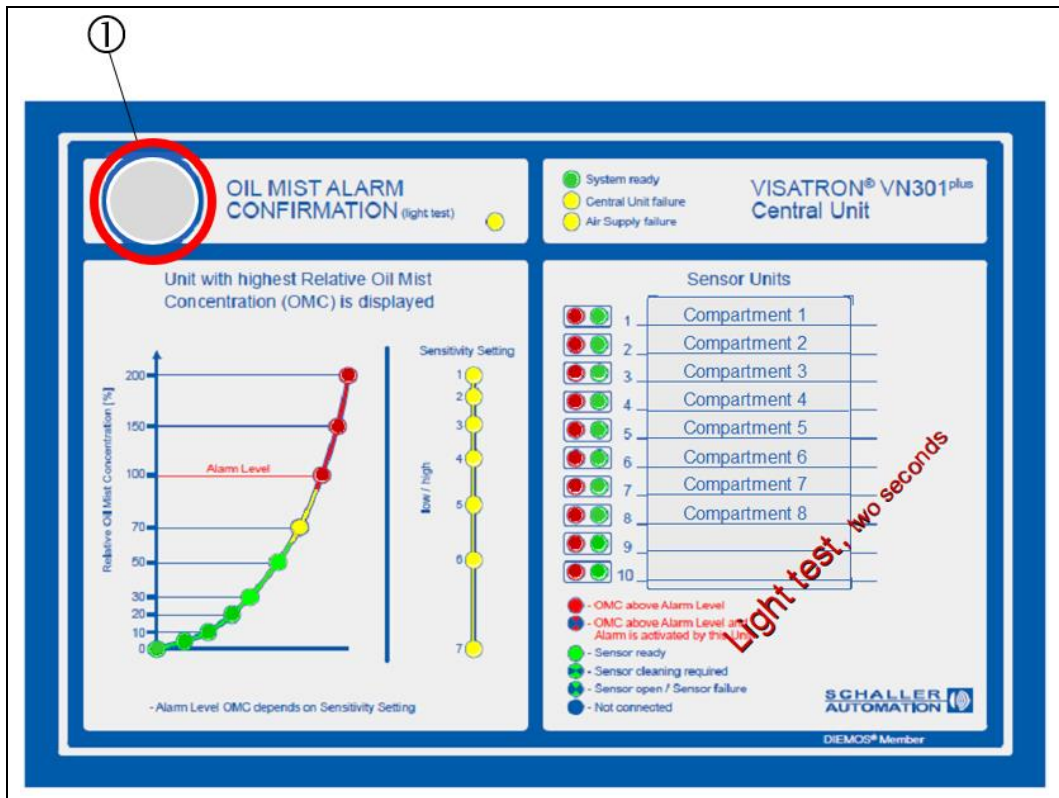 ①
OIL MIST ALARM
CONFIRMATION (light test)
System ready
Central Unit failure
Air Supply failure
VISATRON® VN301plus
Central Unit
Unit with highest Relative Oil Mist
Concentration (OMC) is displayed
Relative Oil Mist Concentration [%]
200
150
100
70
50
30
20
10
0
Alarm Level
Sensitivity Setting
low / high
1
2
3
4
5
6
7
- Alarm Level OMC depends on Sensitivity Setting
Sensor Units
1 Compartment 1
2 Compartment 2
3 Compartment 3
4 Compartment 4
5 Compartment 5
6 Compartment 6
7 Compartment 7
8 Compartment 8
9
10
Light test, two seconds
- OMC above Alarm Level
- OMC above Alarm Level and
Alarm is activated by this Unit
- Sensor ready
- Sensor cleaning required
- Sensor open / Sensor failure
- Not connected
SCHALLER
AUTOMATION
DIEMOS® Member